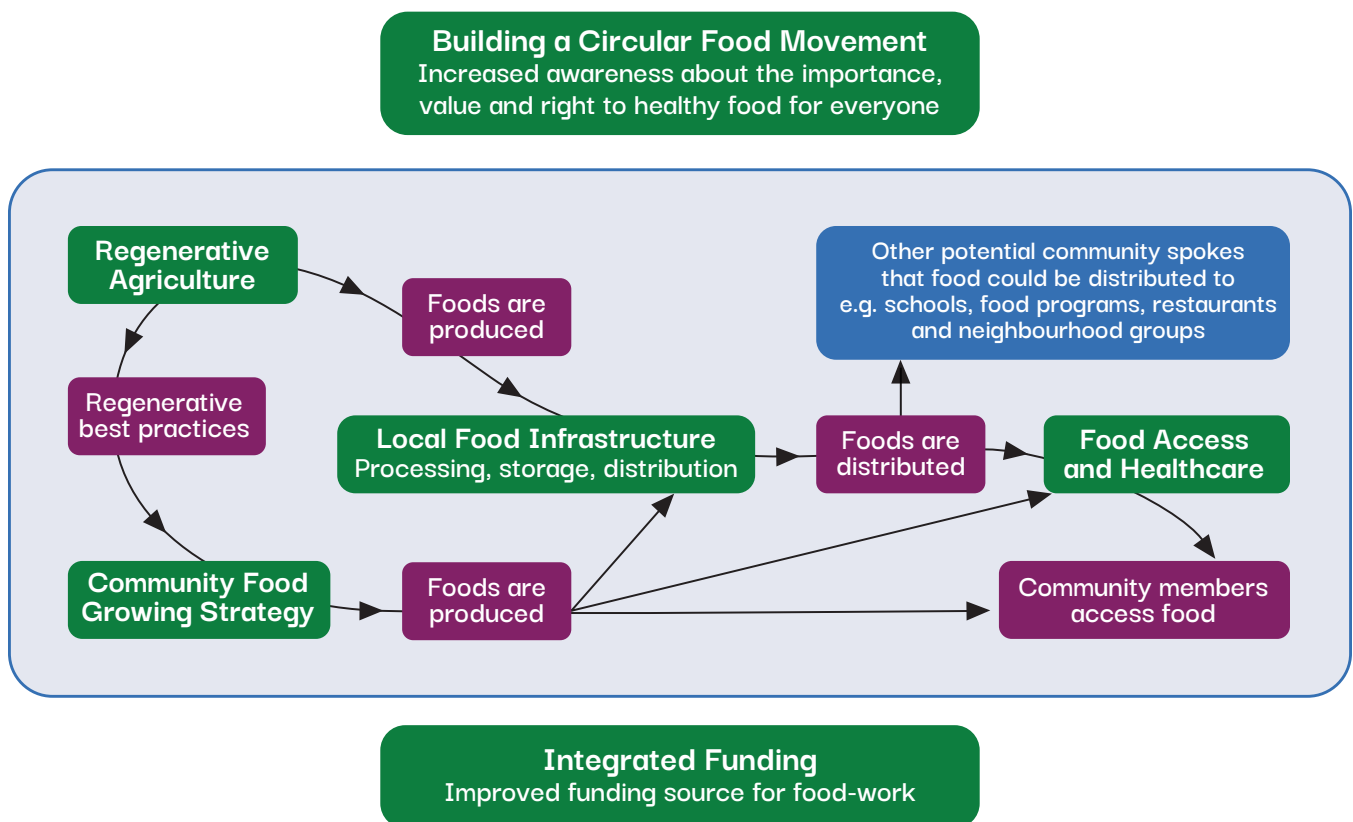 Building a Circular Food Movement
Increased awareness about the importance,
value and right to healthy food for everyone
Regenerative
Agriculture
Foods are
produced
Other potential community spokes
that food could be distributed to
e.g. schools, food programs, restaurants
and neighbourhood groups
Regenerative
best practices
Local Food Infrastructure
Processing, storage, distribution
Foods are
distributed
Food Access
and Healthcare
Community Food
Growing Strategy
Foods are
produced
Community members
access food
Integrated Funding
Improved funding source for food-work